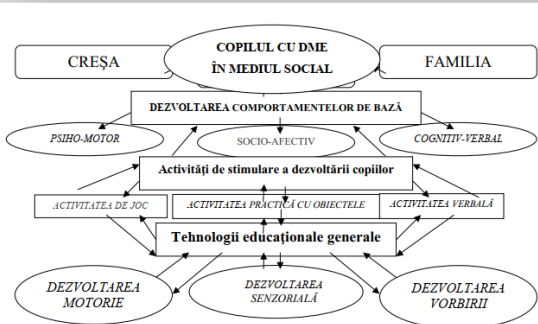 COPILUL CU DME
CREȘA
ÎN MEDIUL SOCIAL
FAMILIA
DEZVOLTAREA COMPORTAMENTELOR DE BAZĂ
PSIHO-MOTOR
SOCIO-AFECTIV
COGNITIV-VERBAL
Activități de stimulare a dezvoltării copiilor
ACTIVITATEA DE JOC
ACTIVITATEA PRACTICĂ CU OBIECTELE
ACTIVITATEA VERBALĂ
Tehnologii educaționale generale
DEZVOLTAREA
MOTORIE
DEZVOLTAREA
SENZORIALĂ
DEZVOLTAREA
VORBIRII